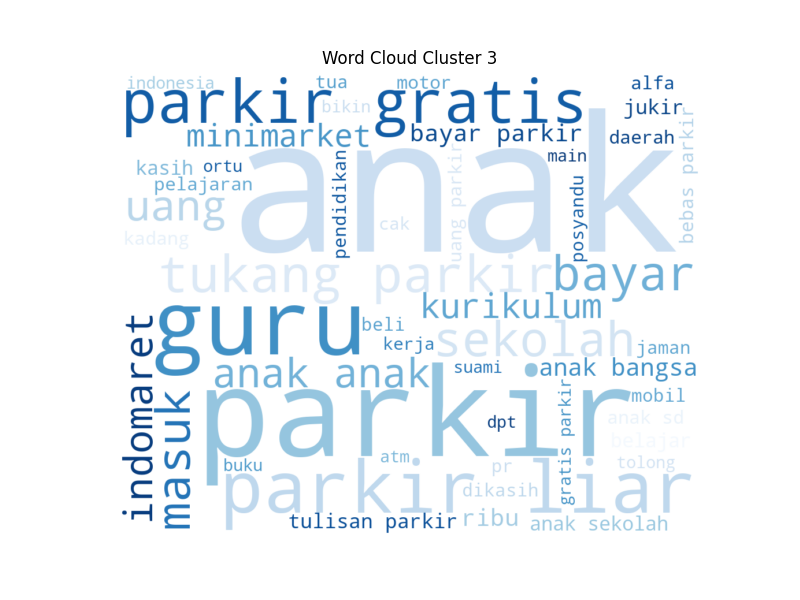 Word Cloud Cluster 3
indonesia
tua
motor
alfa
parkir gratis
bikin
jukir
minimarket
bayar parkir
daerah
bebas parkir
anak
kasih
ortu
pendidikan
uang parkir
main
posyandu
pelajaran
uang
cak
kadang
tukang parkir
bayar
guru
kurikulum
beli
sekolah
kerja
jaman
indomaret
masuk
anak anak
suami
anak bangsa
parkir
gratis parkir
mobil
dpt
anak sd
belajar
buku
atm
pr
tolong
parkir liar
dikasih
tulisan parkir
ribu
anak sekolah